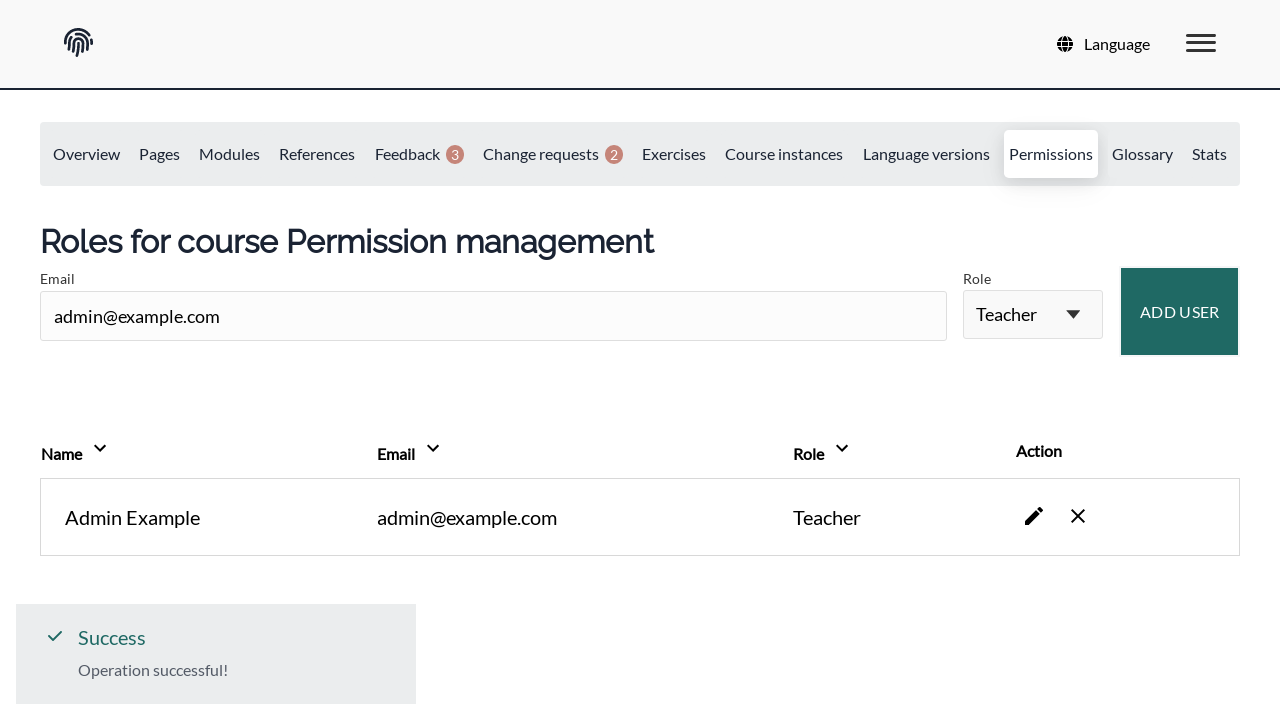 Language
Overview Pages Modules References Feedback 3 Change requests 2 Exercises Course instances Language versions Permissions Glossary Stats
Roles for course Permission management
Email Role
admin@example.com Teacher ADD USER
Name Email Role Action
Admin Example admin@example.com Teacher
Success
Operation successful!